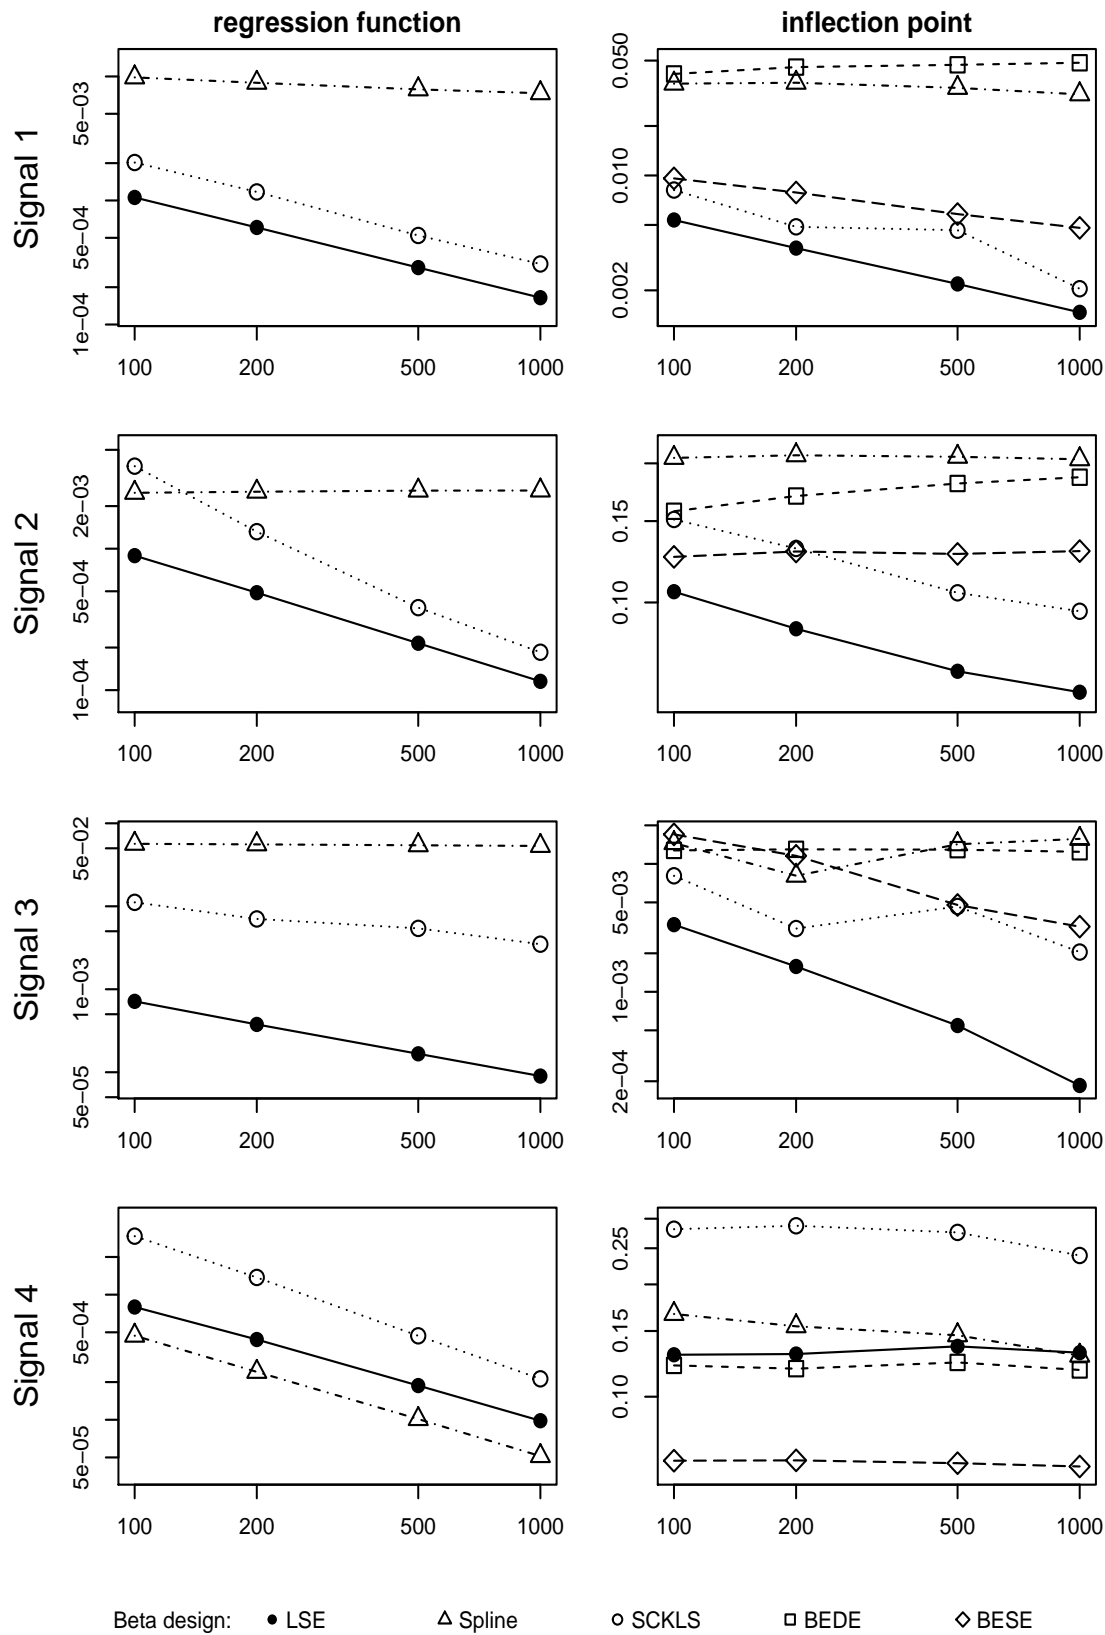 regression function
inflection point
Signal 1
5e−03
5e−04
1e−04
100 200 500 1000
0.050
0.010
0.002
100 200 500 1000
Signal 2
2e−03
5e−04
1e−04
100 200 500 1000
0.15
0.10
100 200 500 1000
Signal 3
5e−02
1e−03
5e−05
100 200 500 1000
5e−03
1e−03
2e−04
100 200 500 1000
Signal 4
5e−04
5e−05
100 200 500 1000
0.25
0.15
0.10
100 200 500 1000
Beta design: LSE Spline SCKLS BEDE BESE